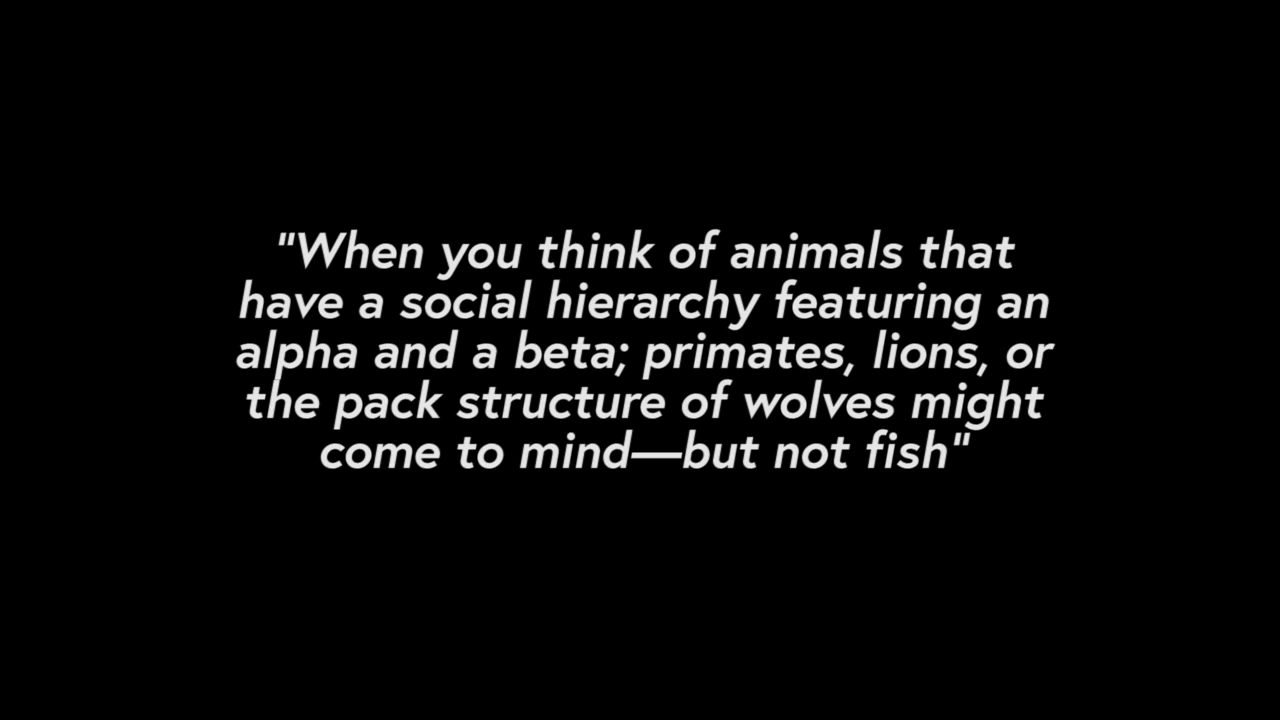 "When you think of animals that
have a social hierarchy featuring an
alpha and a beta; primates, lions, or
the pack structure of wolves might
come to mind—but not fish"